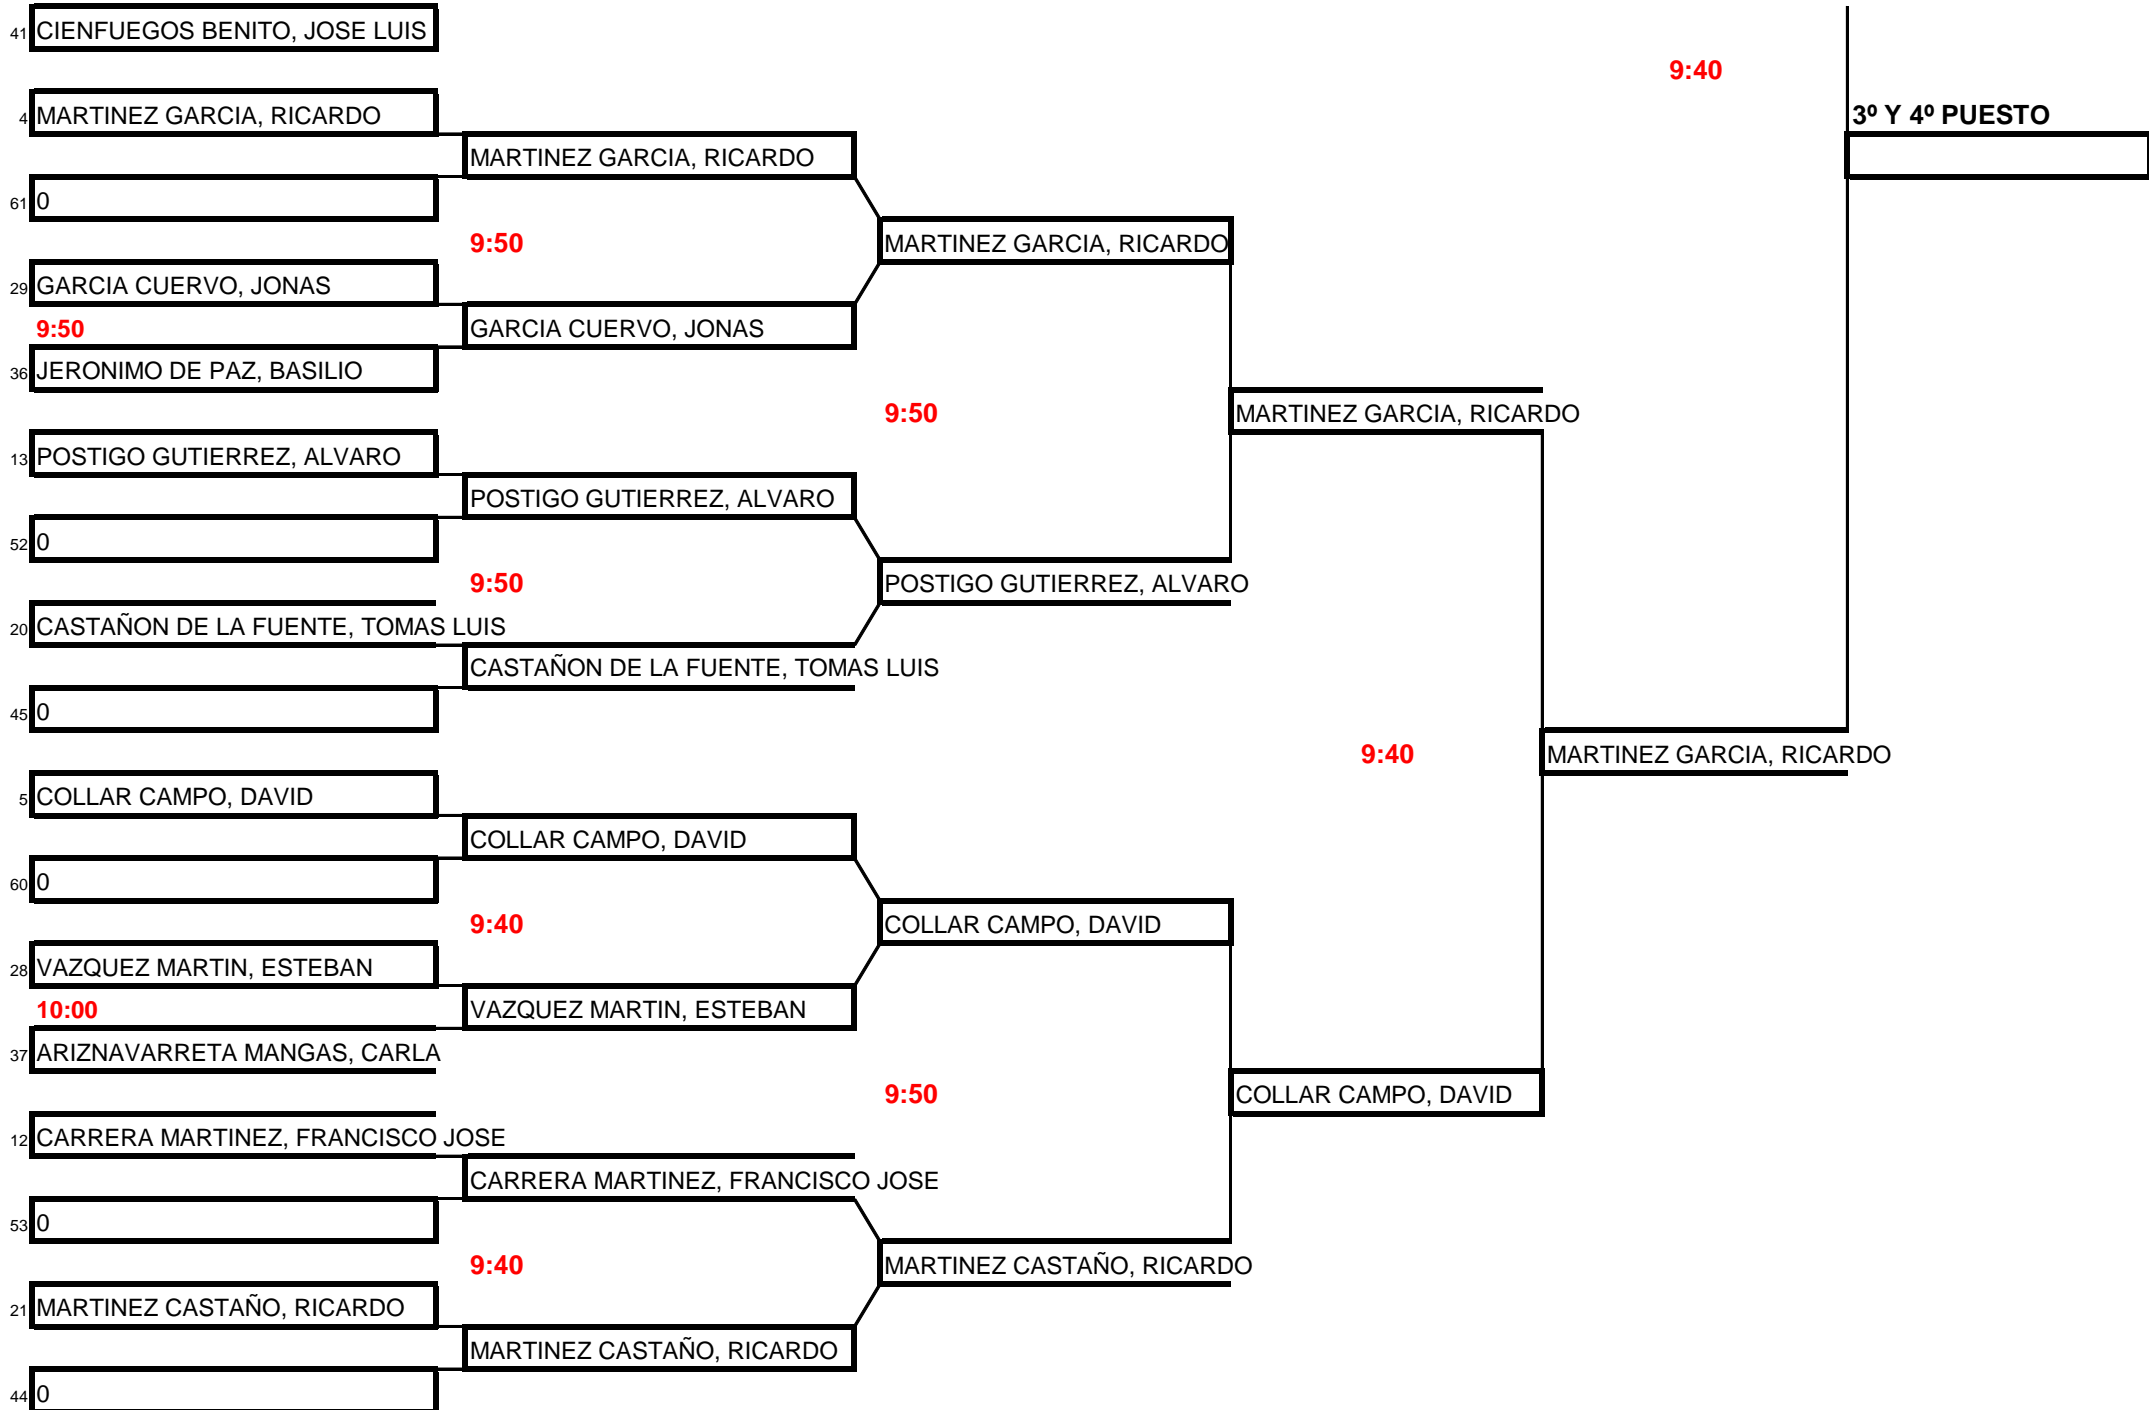 41 CIENFUEGOS BENITO, JOSE LUIS
9:40
4 MARTINEZ GARCIA, RICARDO
3º Y 4º PUESTO
MARTINEZ GARCIA, RICARDO
61 0
9:50
MARTINEZ GARCIA, RICARDO
29 GARCIA CUERVO, JONAS
9:50
GARCIA CUERVO, JONAS
36 JERONIMO DE PAZ, BASILIO
9:50
MARTINEZ GARCIA, RICARDO
13 POSTIGO GUTIERREZ, ALVARO
POSTIGO GUTIERREZ, ALVARO
52 0
9:50
POSTIGO GUTIERREZ, ALVARO
20 CASTAÑON DE LA FUENTE, TOMAS LUIS
CASTAÑON DE LA FUENTE, TOMAS LUIS
45 0
9:40
MARTINEZ GARCIA, RICARDO
5 COLLAR CAMPO, DAVID
COLLAR CAMPO, DAVID
60 0
9:40
COLLAR CAMPO, DAVID
28 VAZQUEZ MARTIN, ESTEBAN
10:00
VAZQUEZ MARTIN, ESTEBAN
37 ARIZNAVARRETA MANGAS, CARLA
9:50
COLLAR CAMPO, DAVID
12 CARRERA MARTINEZ, FRANCISCO JOSE
CARRERA MARTINEZ, FRANCISCO JOSE
53 0
9:40
MARTINEZ CASTAÑO, RICARDO
21 MARTINEZ CASTAÑO, RICARDO
MARTINEZ CASTAÑO, RICARDO
44 0